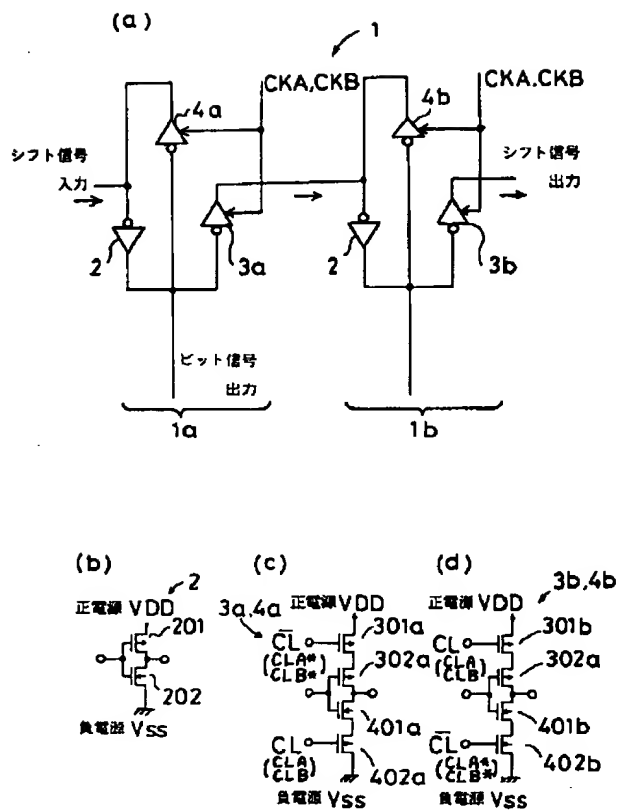 (a)
1
CKA,CKB
4a
シフト信号
入力
2
3a
CKA.CKB
4b
シフト信号
出力
2
3b
ビット信号
出力
1a
1b
(b)
2
正電源 VDD
201
202
負電源 VSS
(c)
正電源 VDD
3a,4a
301a
C̅L̅
(CLA*
CLB*)
302a
401a
CL
(CLA
CLB)
402a
負電源 VSS
(d)
正電源 VDD
3b,4b
301b
CL
(CLA
CLB)
302a
401b
C̅L̅
(CLA*
CLB*)
402b
負電源 VSS